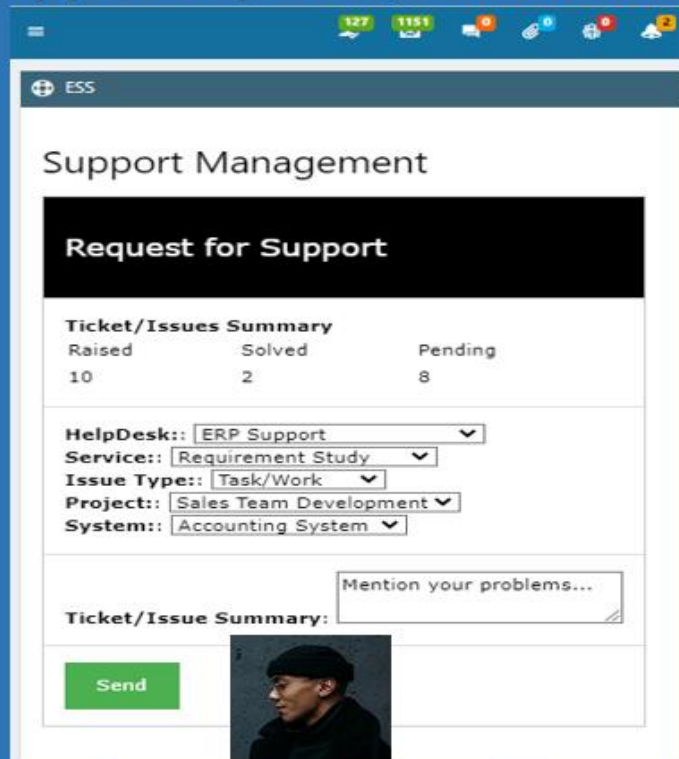 127 1151 0 0 0 2
ESS
Support Management
Request for Support
Ticket/Issues Summary
Raised Solved Pending
10 2 8
HelpDesk:: ERP Support
Service:: Requirement Study
Issue Type:: Task/Work
Project:: Sales Team Development
System:: Accounting System
Mention your problems...
Ticket/Issue Summary:
Send